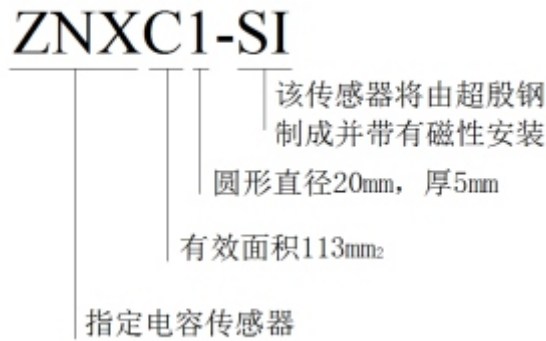 ZNXC1-SI
该传感器将由超殷钢
制成并带有磁性安装
圆形直径20mm，厚5mm
有效面积113mm₂
指定电容传感器